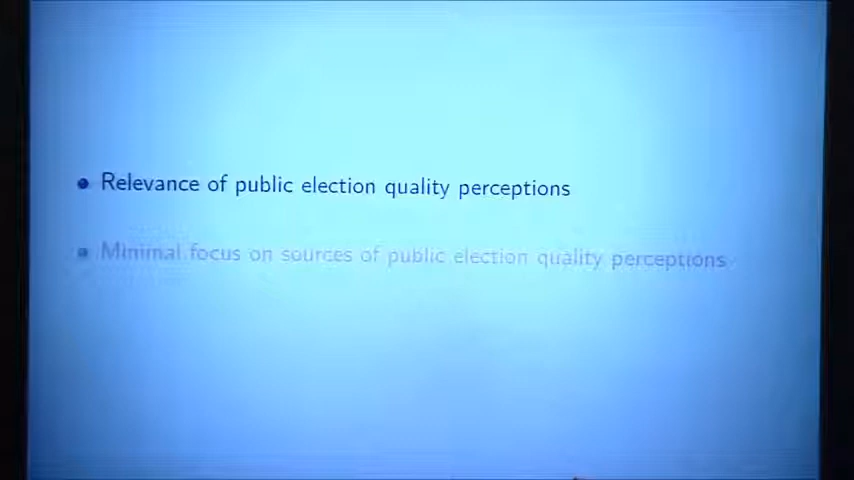 Relevance of public election quality perceptions
Minimal focus on sources of public election quality perceptions